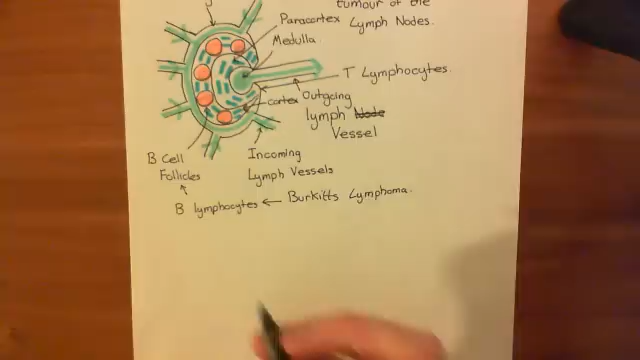 tumour of the
Lymph Nodes.
Paracortex
Medulla
T Lymphocytes.
Cortex
Outgoing
lymph Node
Vessel
B Cell
Follicles
Incoming
Lymph Vessels
B lymphocytes ← Burkitts Lymphoma.